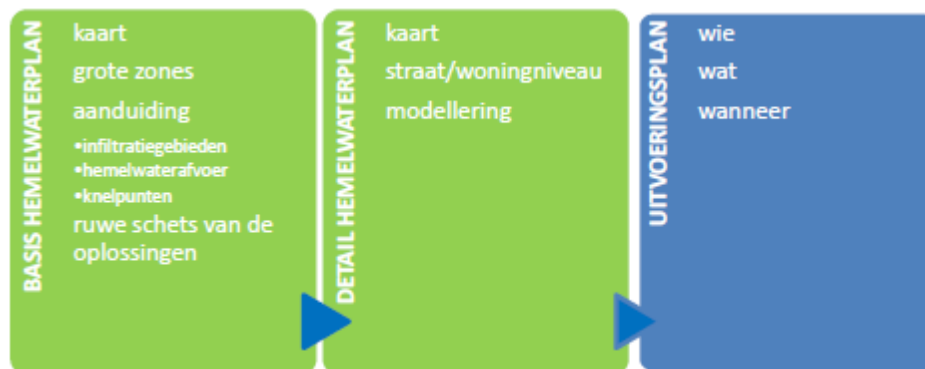 BASIS HEMELWATERPLAN
kaart
grote zones
aanduiding
•infiltratiegebieden
•hemelwaterafvoer
•knelpunten
ruwe schets van de
oplossingen
DETAIL HEMELWATERPLAN
kaart
straat/woningniveau
modellering
UITVOERINGSPLAN
wie
wat
wanneer